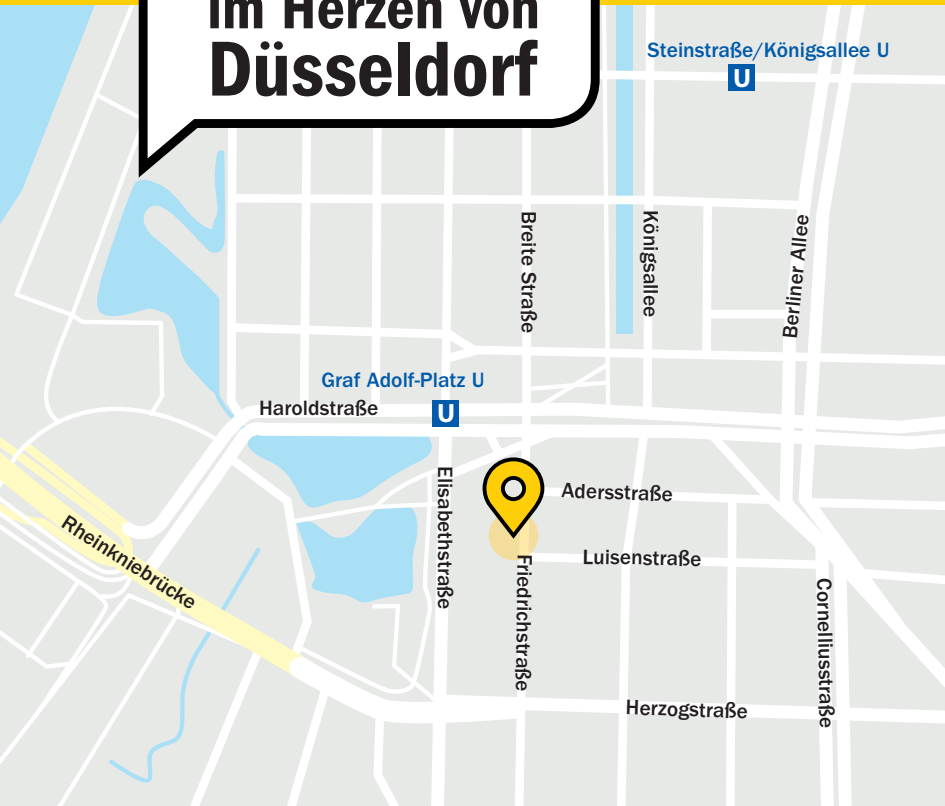 im Herzen von
Düsseldorf
Steinstraße/Königsallee U
U
Breite Straße
Königsallee
Berliner Allee
Graf Adolf-Platz U
U
Haroldstraße
Elisabethstraße
Adersstraße
Rheinkniebrücke
Luisenstraße
Friedrichstraße
Cornelliusstraße
Herzogstraße